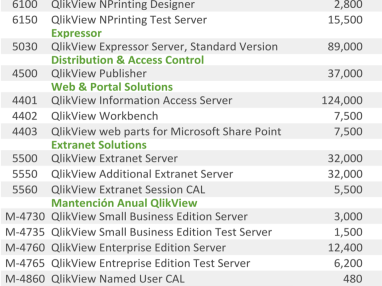 6100 QlikView NPrinting Designer 2,800
6150 QlikView NPrinting Test Server 15,500
Expressor
5030 QlikView Expressor Server, Standard Version 89,000
Distribution & Access Control
4500 QlikView Publisher 37,000
Web & Portal Solutions
4401 QlikView Information Access Server 124,000
4402 QlikView Workbench 7,500
4403 QlikView web parts for Microsoft Share Point 7,500
Extranet Solutions
5500 QlikView Extranet Server 32,000
5550 QlikView Additional Extranet Server 32,000
5560 QlikView Extranet Session CAL 5,500
Mantención Anual QlikView
M-4730 QlikView Small Business Edition Server 3,000
M-4735 QlikView Small Business Edition Test Server 1,500
M-4760 QlikView Enterprise Edition Server 12,400
M-4765 QlikView Entreprise Edition Test Server 6,200
M-4860 QlikView Named User CAL 480